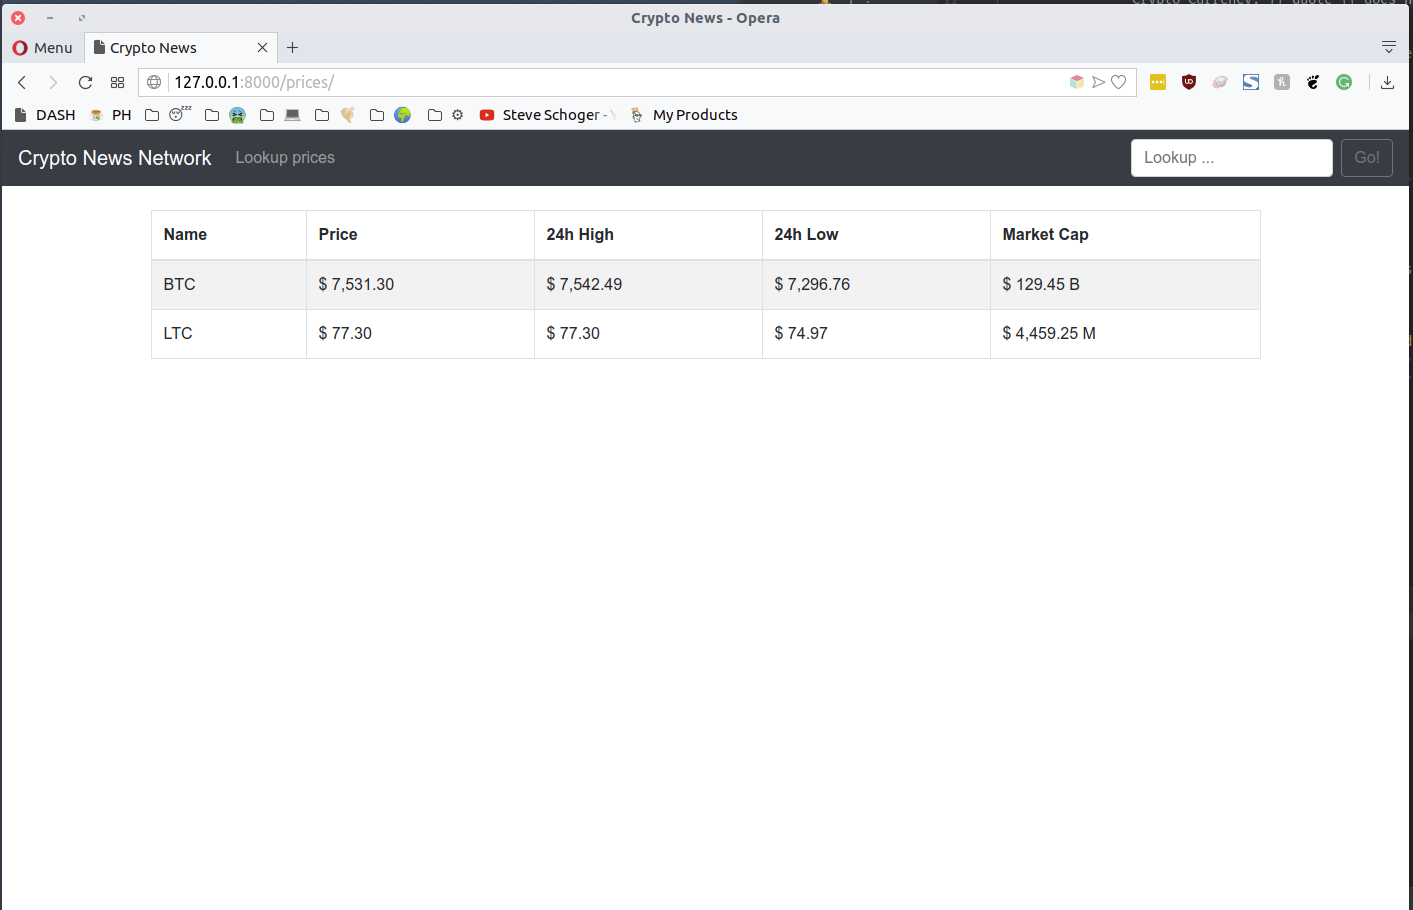 Crypto News - Opera
Menu
Crypto News
127.0.0.1:8000/prices/
DASH
PH
zzz
Steve Schoger -
My Products
Crypto News Network
Lookup prices
Lookup ...
Go!
Name Price 24h High 24h Low Market Cap
BTC $ 7,531.30 $ 7,542.49 $ 7,296.76 $ 129.45 B
LTC $ 77.30 $ 77.30 $ 74.97 $ 4,459.25 M